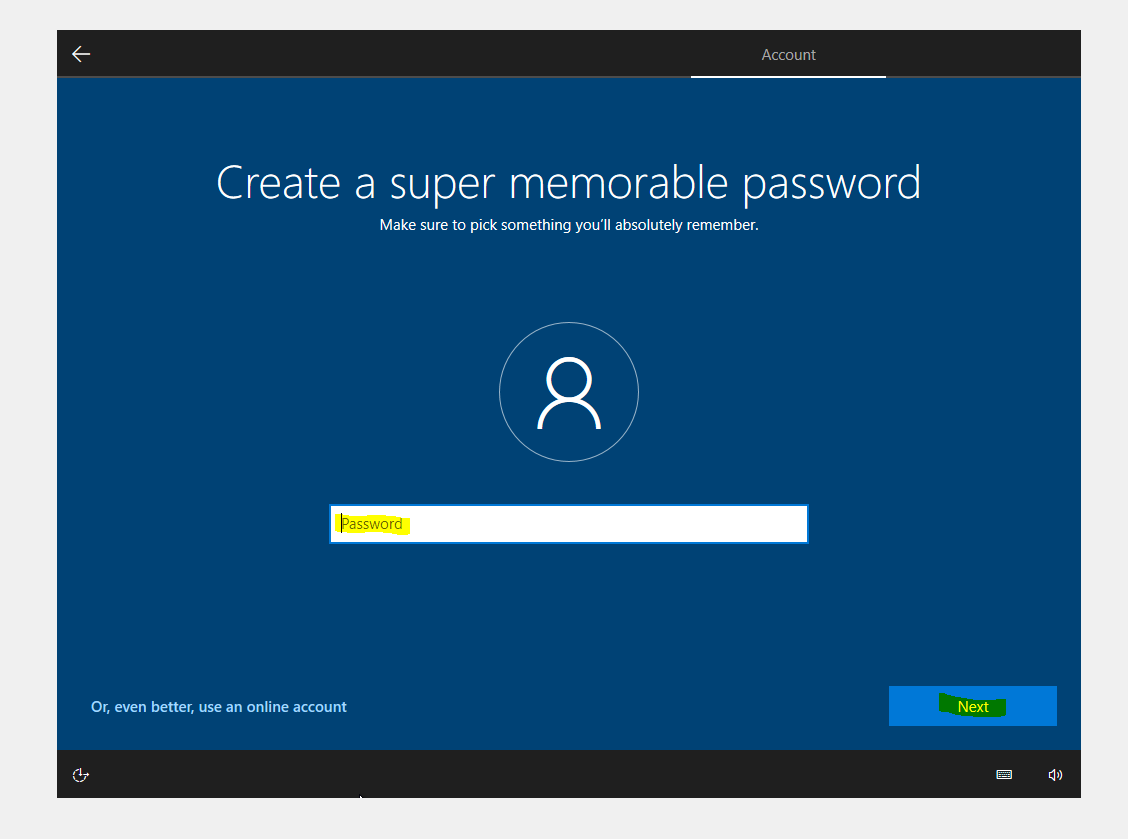 Account
Create a super memorable password
Make sure to pick something you'll absolutely remember.
Password
Or, even better, use an online account
Next